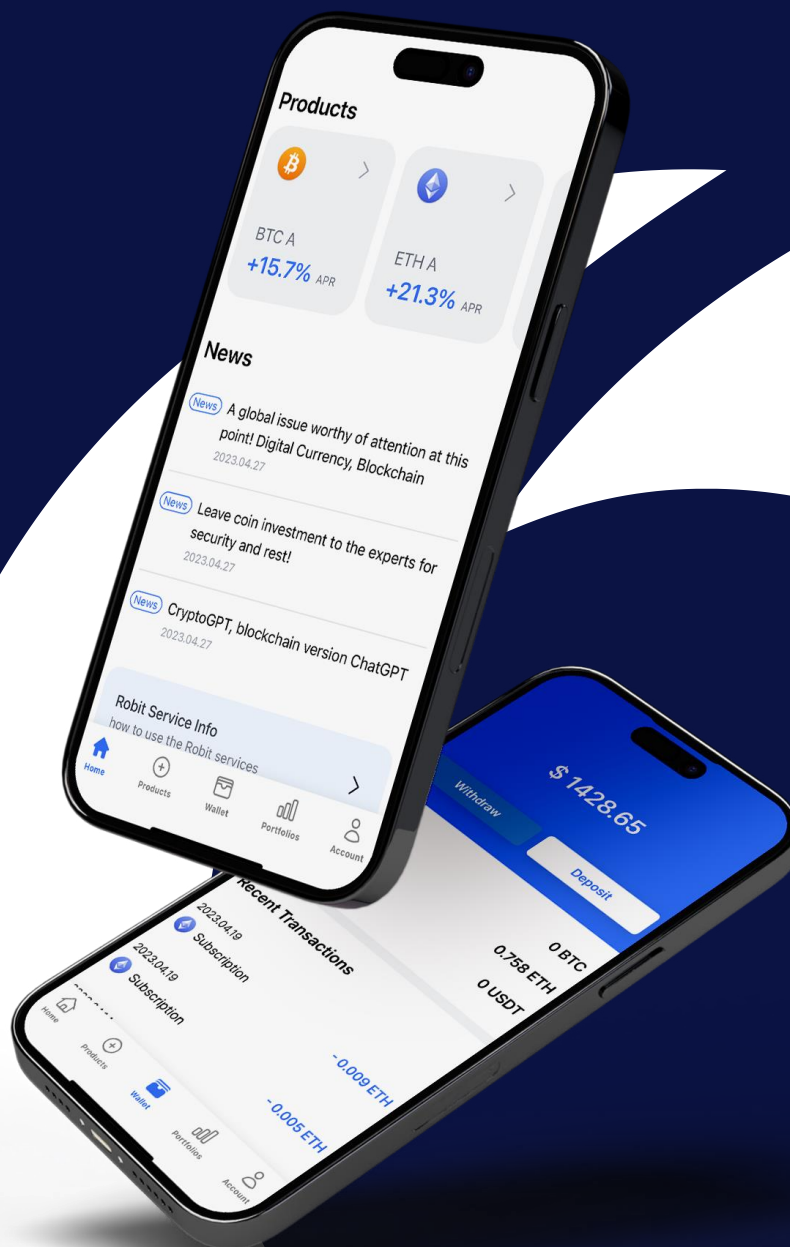 Products
BTC A
+15.7% APR
ETH A
+21.3% APR
News
News
A global issue worthy of attention at this
point! Digital Currency, Blockchain
2023.04.27
News
Leave coin investment to the experts for
security and rest!
2023.04.27
News
CryptoGPT, blockchain version ChatGPT
2023.04.27
Robit Service Info
how to use the Robit services
Home
Products
Wallet
Portfolios
Account
$ 1428.65
Withdraw
Deposit
0 BTC
0.758 ETH
0 USDT
Recent Transactions
2023.04.19
Subscription
- 0.009 ETH
2023.04.19
Subscription
- 0.005 ETH
Home
Products
Wallet
Portfolios
Account